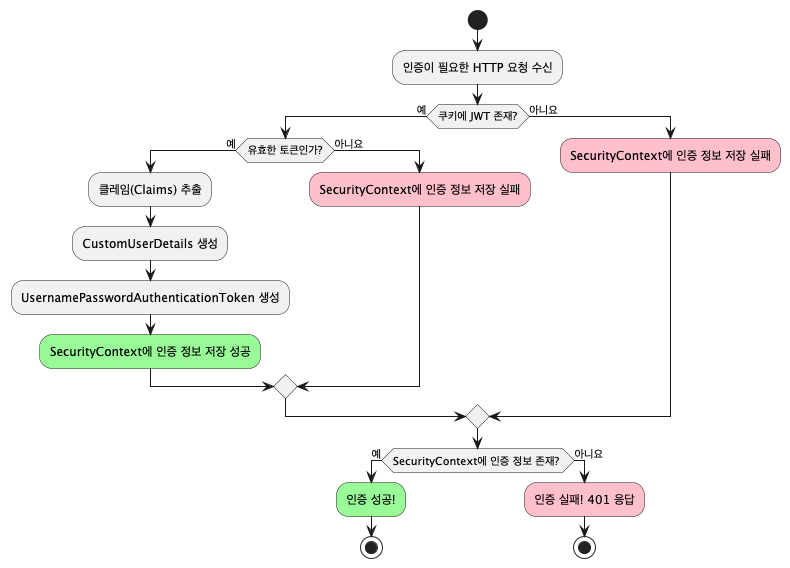 인증이 필요한 HTTP 요청 수신
쿠키에 JWT 존재?
예
아니요
유효한 토큰인가?
예
아니요
클레임(Claims) 추출
CustomUserDetails 생성
UsernamePasswordAuthenticationToken 생성
SecurityContext에 인증 정보 저장 성공
SecurityContext에 인증 정보 저장 실패
SecurityContext에 인증 정보 저장 실패
SecurityContext에 인증 정보 존재?
예
아니요
인증 성공!
인증 실패! 401 응답